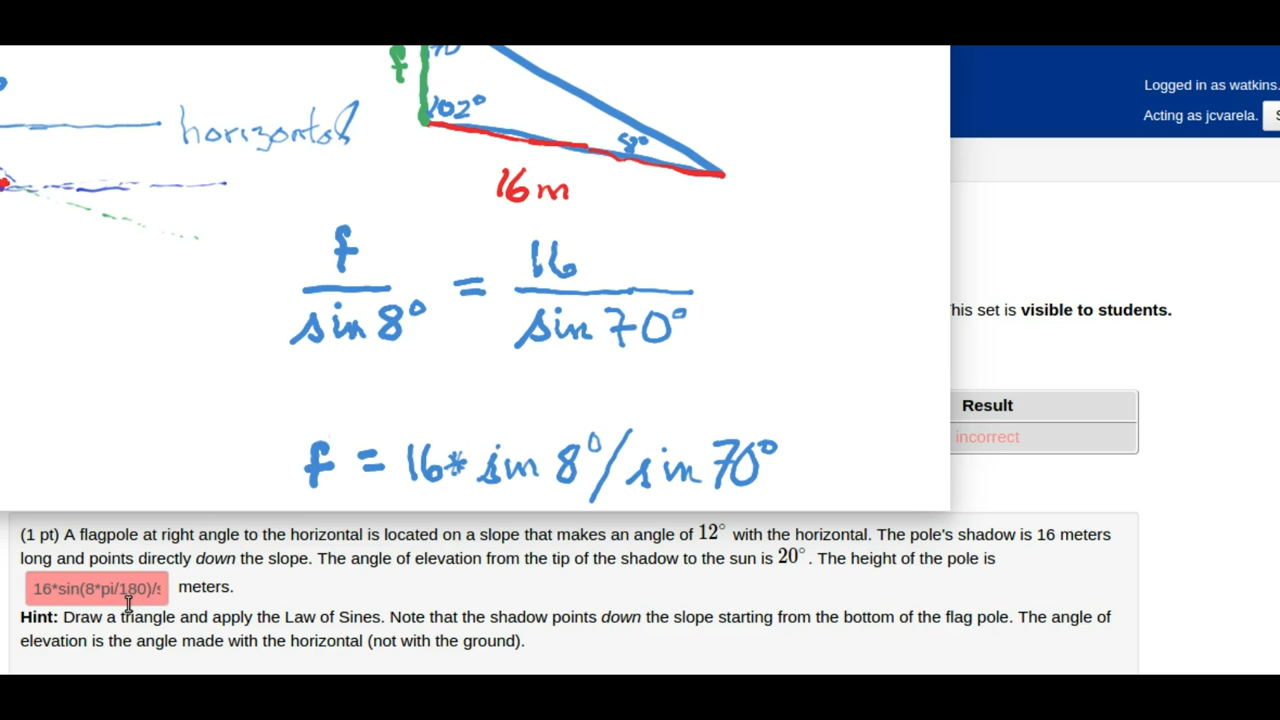 Logged in as watkins.
Acting as jcvarela.
f
102°
8°
horizontal
16 m
f / sin 8° = 16 / sin 70°
f = 16 * sin 8° / sin 70°
his set is visible to students.
Result
incorrect
(1 pt) A flagpole at right angle to the horizontal is located on a slope that makes an angle of 12° with the horizontal. The pole's shadow is 16 meters
long and points directly down the slope. The angle of elevation from the tip of the shadow to the sun is 20°. The height of the pole is
16*sin(8*pi/180)/s meters.
Hint: Draw a triangle and apply the Law of Sines. Note that the shadow points down the slope starting from the bottom of the flag pole. The angle of
elevation is the angle made with the horizontal (not with the ground).